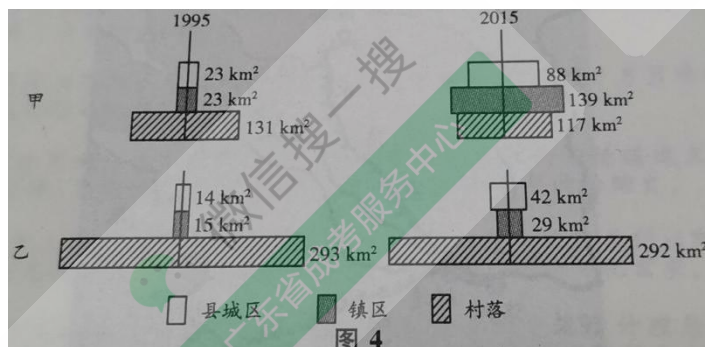 1995
2015
甲
23 km²
23 km²
131 km²
88 km²
139 km²
117 km²
乙
14 km²
15 km²
293 km²
42 km²
29 km²
292 km²
县城区
镇区
村落
图 4
微信搜一搜
广东省成考服务中心